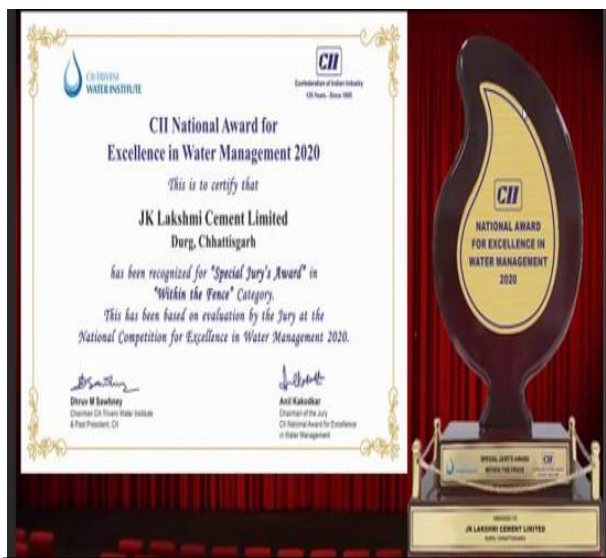 CII-TRIVENI
WATER INSTITUTE
CII
Confederation of Indian Industry
125 Years - Since 1895
CII National Award for
Excellence in Water Management 2020
This is to certify that
JK Lakshmi Cement Limited
Durg, Chhattisgarh
has been recognized for "Special Jury's Award" in
"Within the Fence" Category.
This has been based on evaluation by the Jury at the
National Competition for Excellence in Water Management 2020.
Dhruv M Sawhney
Chairman CII-Triveni Water Institute
& Past President, CII
Anil Kakodkar
Chairman of the Jury
CII National Award for Excellence
in Water Management
CII
NATIONAL AWARD
FOR EXCELLENCE IN
WATER MANAGEMENT
2020
SPECIAL JURY'S AWARD
WITHIN THE FENCE
CII
AWARDED TO
JK LAKSHMI CEMENT LIMITED
DURG, CHHATTISGARH